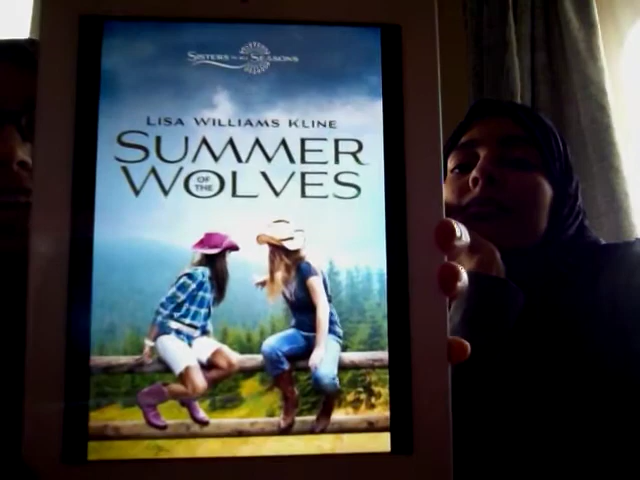 SISTERS IN ALL SEASONS
LISA WILLIAMS KLINE
SUMMER
OF THE
WOLVES